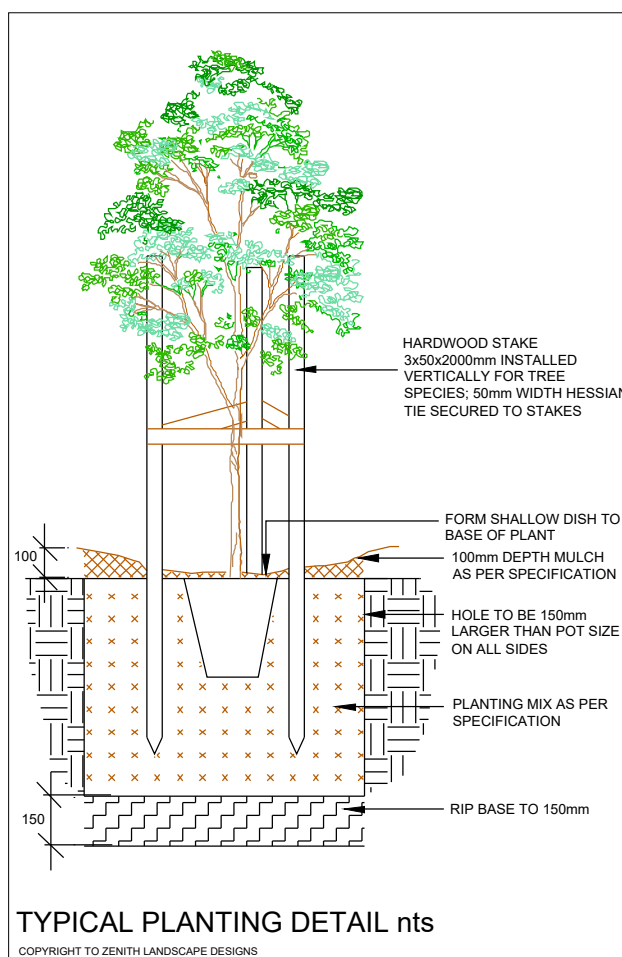 HARDWOOD STAKE
3x50x2000mm INSTALLED
VERTICALLY FOR TREE
SPECIES; 50mm WIDTH HESSIAN
TIE SECURED TO STAKES
FORM SHALLOW DISH TO
BASE OF PLANT
100
100mm DEPTH MULCH
AS PER SPECIFICATION
HOLE TO BE 150mm
LARGER THAN POT SIZE
ON ALL SIDES
PLANTING MIX AS PER
SPECIFICATION
150
RIP BASE TO 150mm
TYPICAL PLANTING DETAIL nts
COPYRIGHT TO ZENITH LANDSCAPE DESIGNS